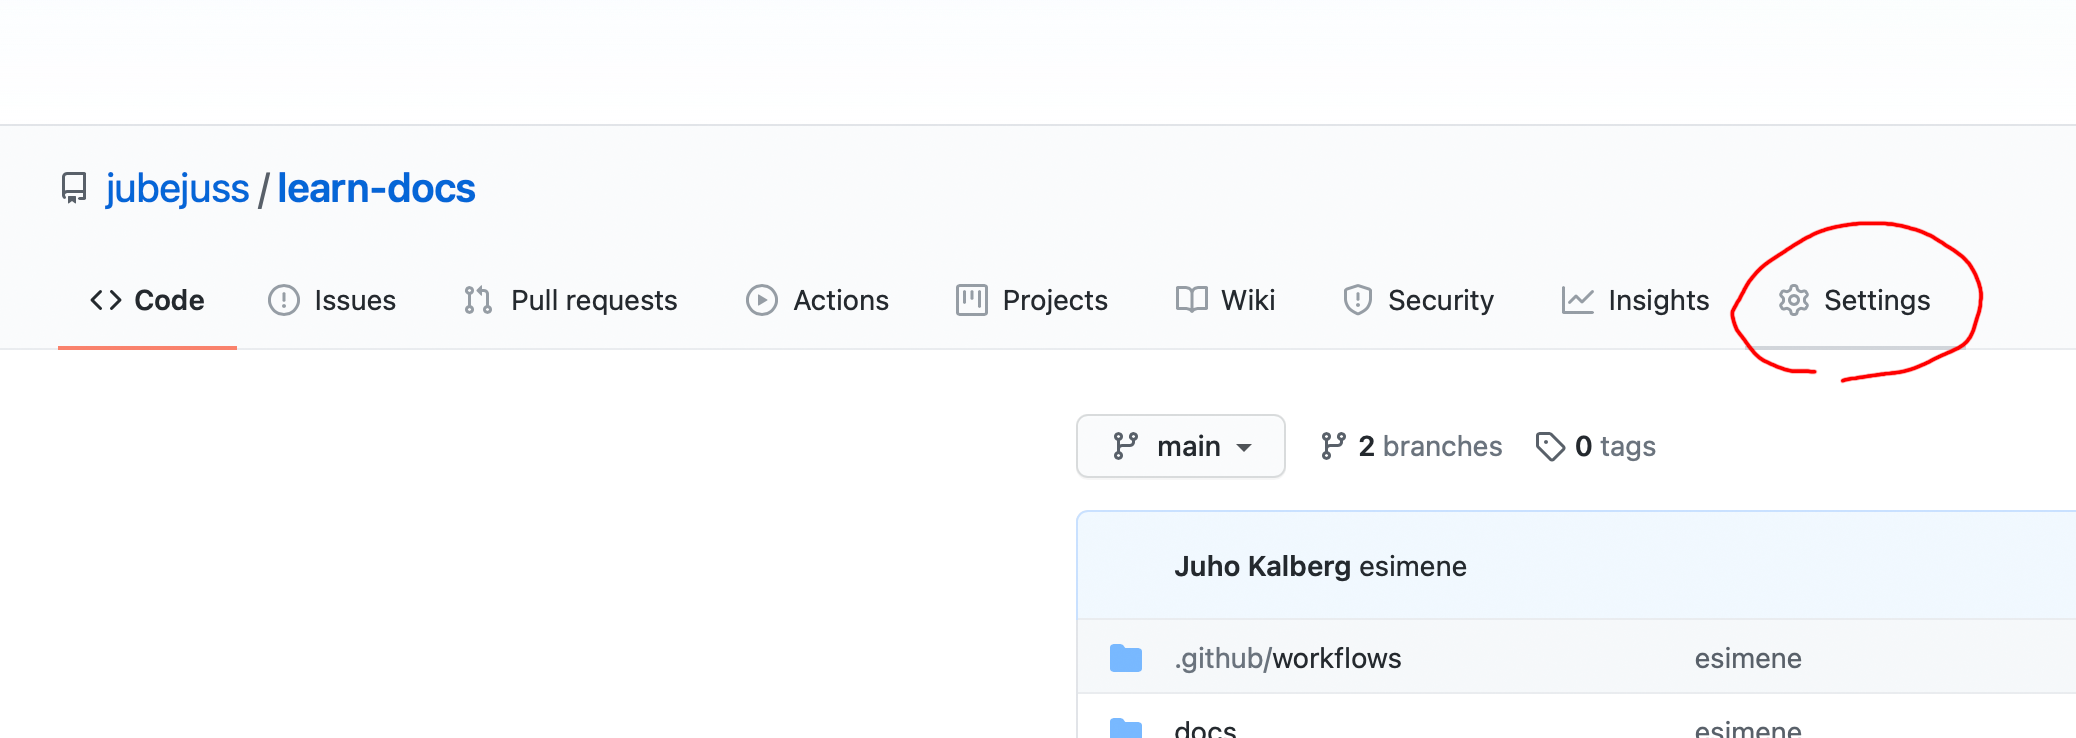 jubejuss / learn-docs
Code Issues Pull requests Actions Projects Wiki Security Insights Settings
main 2 branches 0 tags
Juho Kalberg esimene
.github/workflows esimene
docs esimene